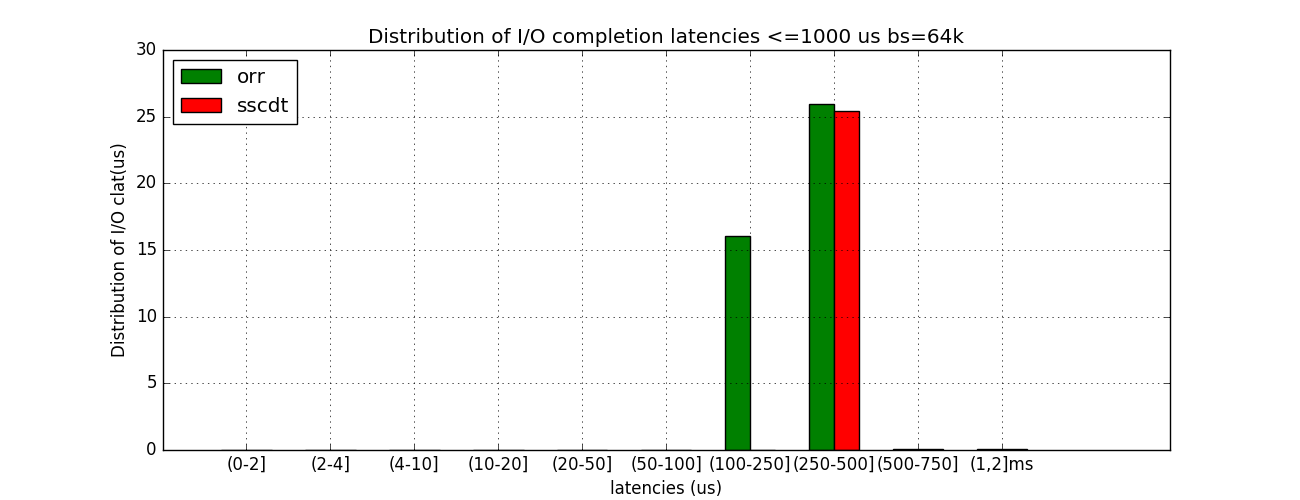 Distribution of I/O completion latencies <=1000 us bs=64k
orr
sscdt
Distribution of I/O clat(us)
30
25
20
15
10
5
0
(0-2] (2-4] (4-10] (10-20] (20-50] (50-100] (100-250] (250-500] (500-750] (1,2]ms
latencies (us)